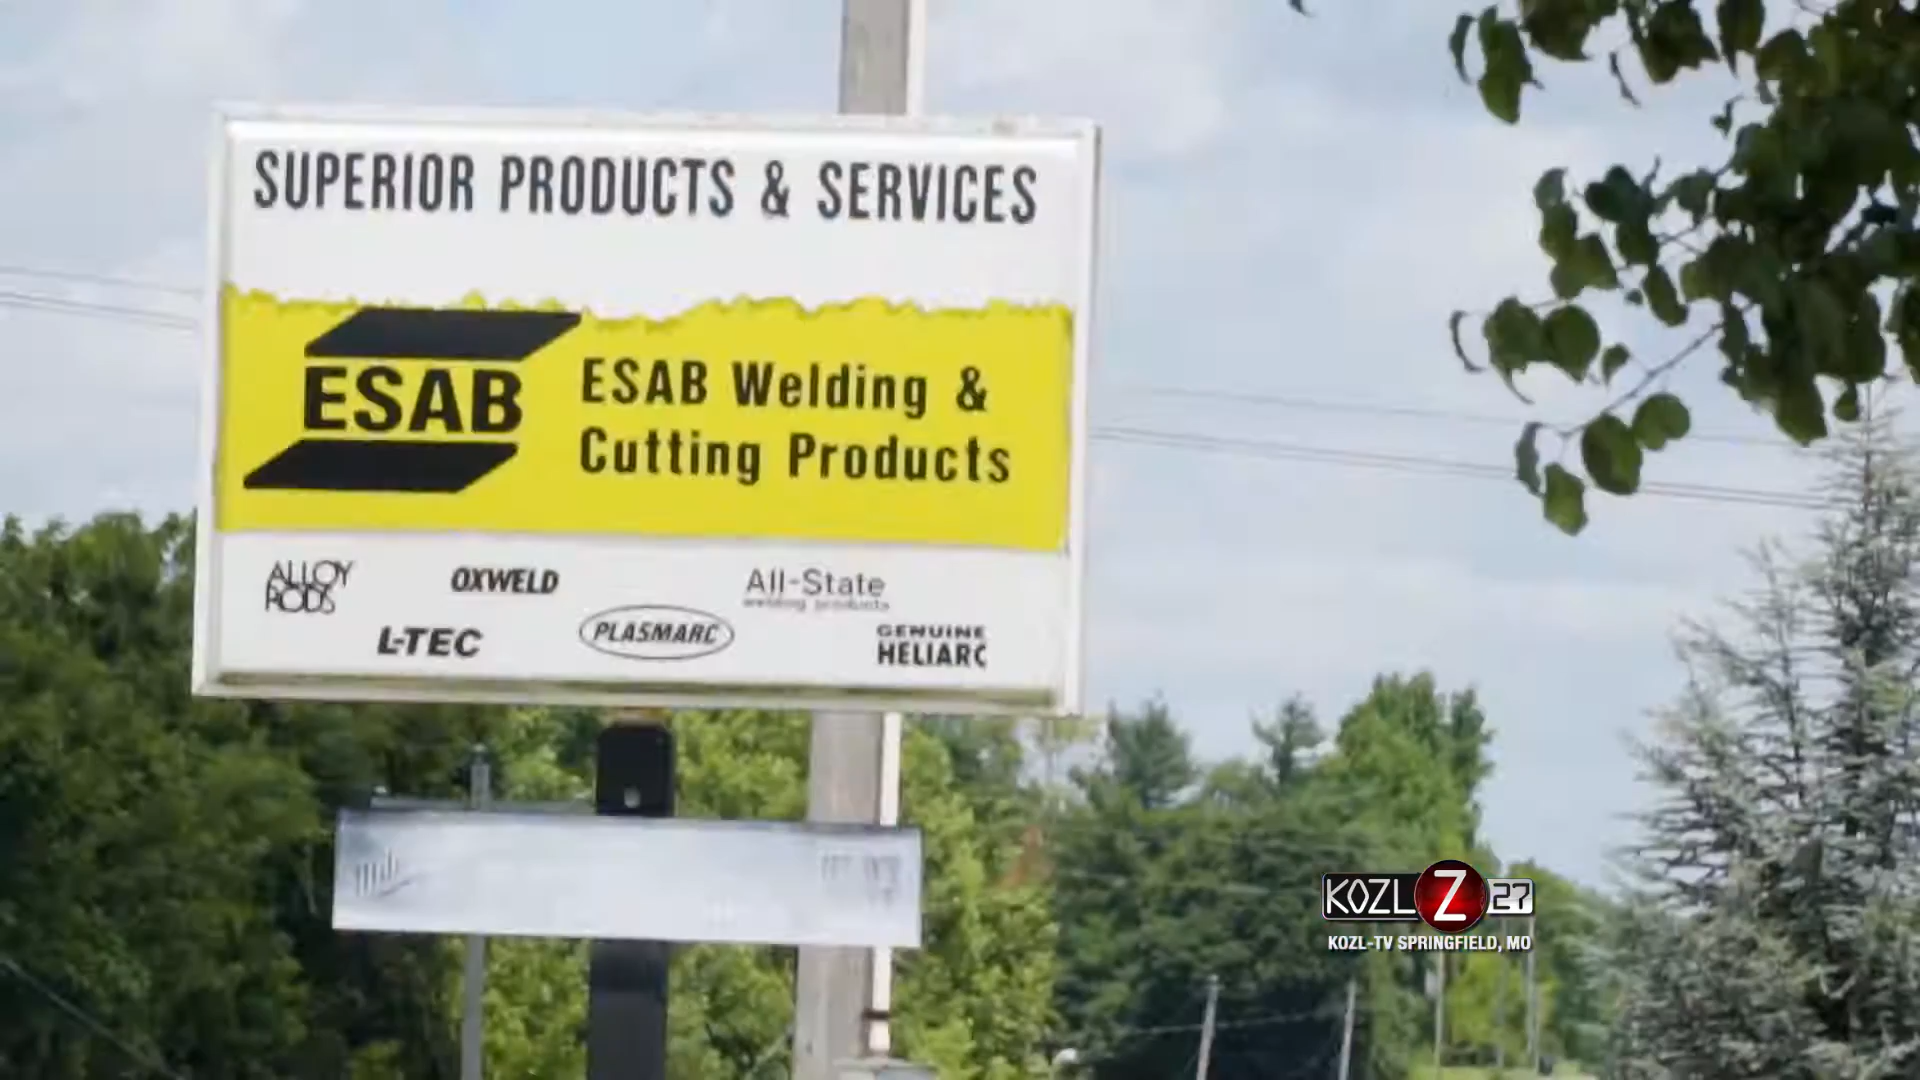 SUPERIOR PRODUCTS & SERVICES
ESAB
ESAB Welding &
Cutting Products
ALLOY
RODS
OXWELD
All-State
welding products
L-TEC
PLASMARC
GENUINE
HELIARC
KOZL Z 27
KOZL-TV SPRINGFIELD, MO